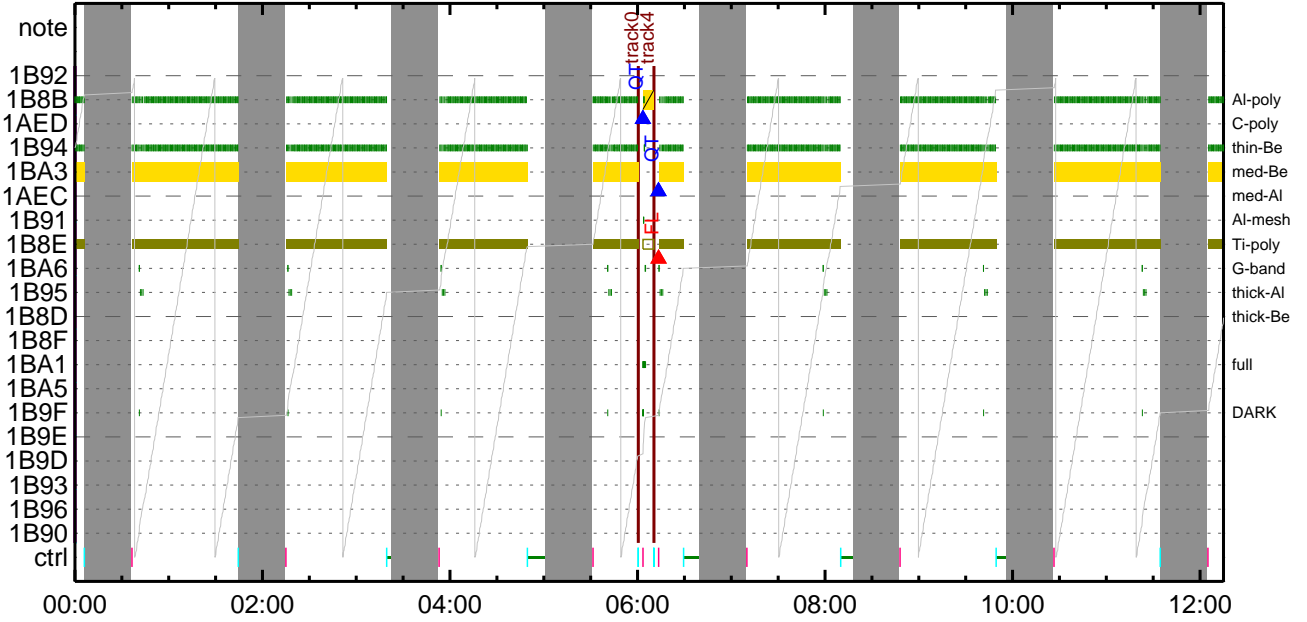 track0
track4
note
QT
1B92
1B8B Al-poly
1AED C-poly
1B94 thin-Be
QT
1BA3 med-Be
1AEC med-Al
1B91 Al-mesh
FL
1B8E Ti-poly
1BA6 G-band
1B95 thick-Al
1B8D thick-Be
1B8F
1BA1 full
1BA5
1B9F DARK
1B9E
1B9D
1B93
1B96
1B90
ctrl
00:00 02:00 04:00 06:00 08:00 10:00 12:00